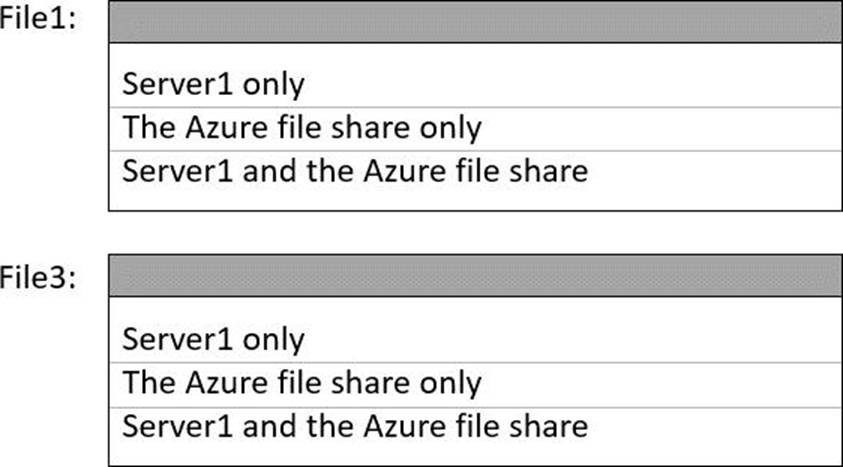 File1:
Server1 only
The Azure file share only
Server1 and the Azure file share
File3:
Server1 only
The Azure file share only
Server1 and the Azure file share